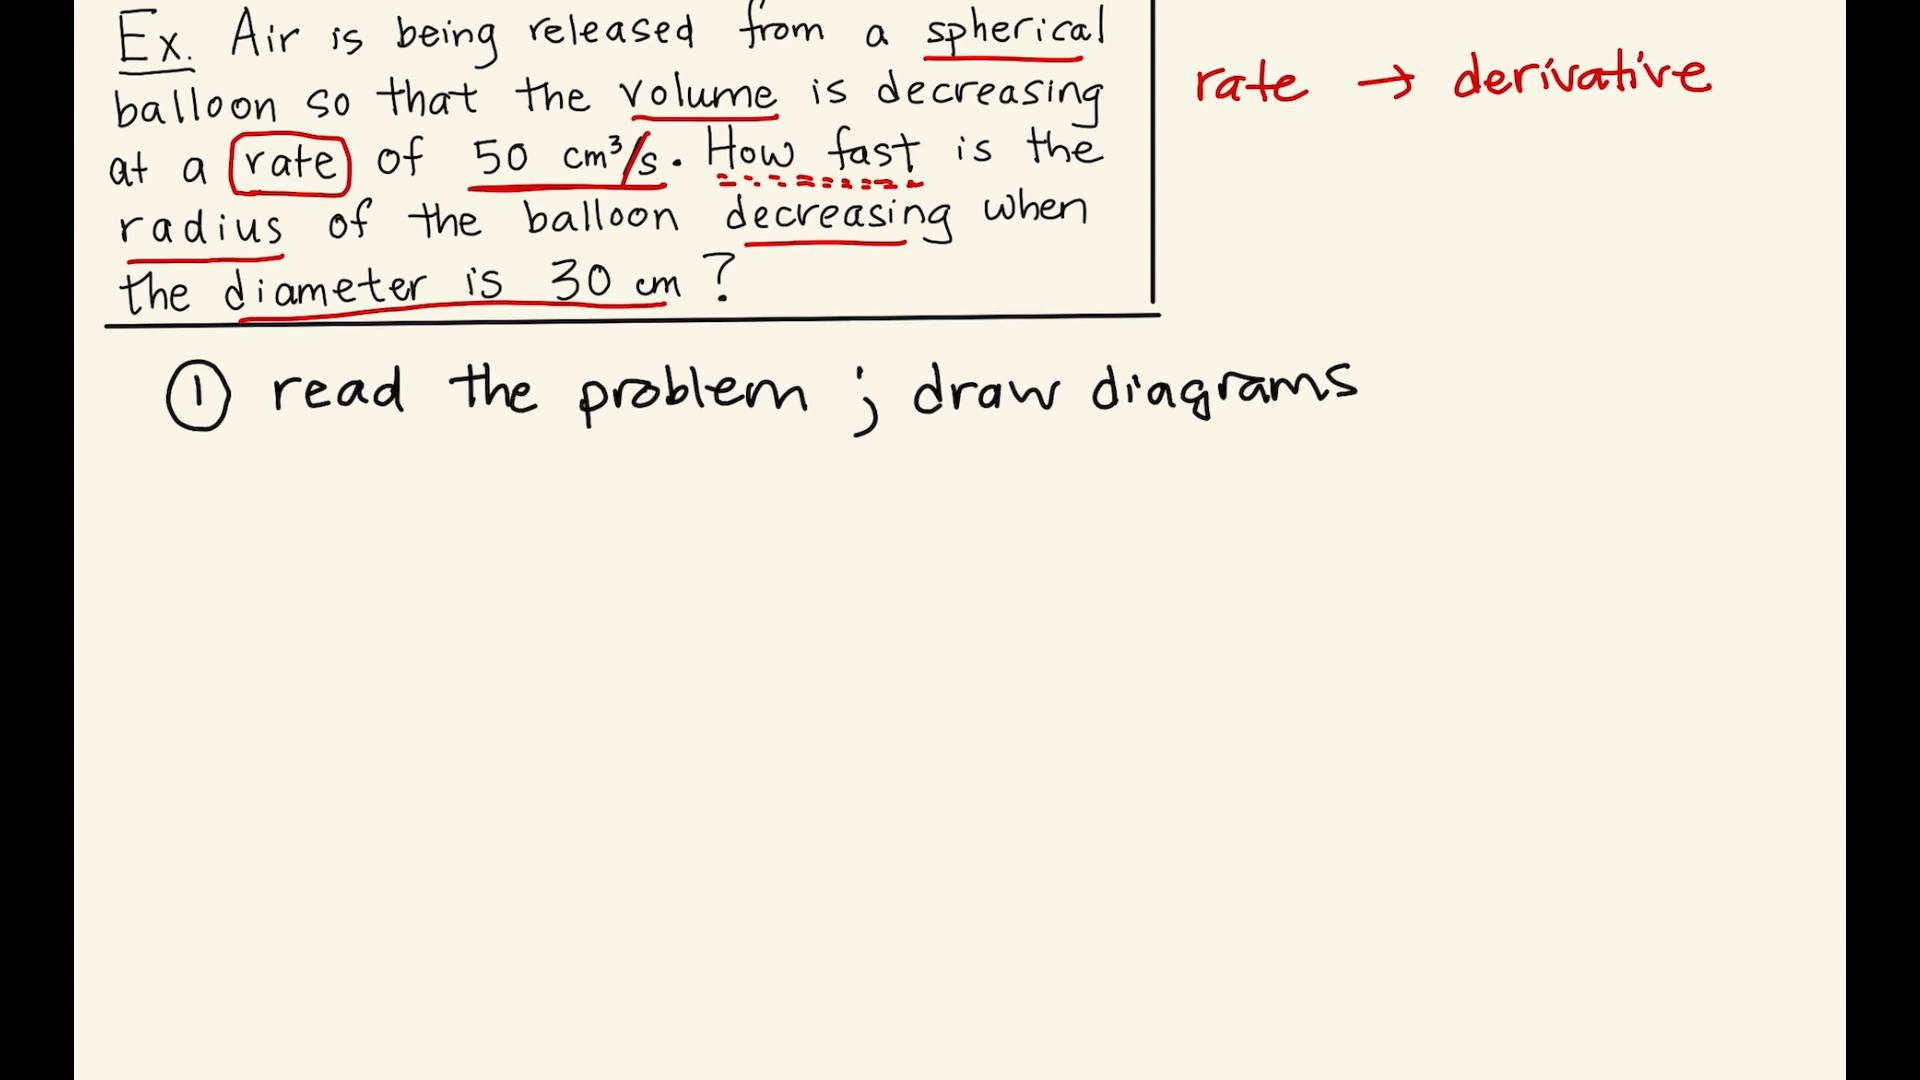 Ex. Air is being released from a spherical
balloon so that the volume is decreasing
at a rate of 50 cm³/s. How fast is the
radius of the balloon decreasing when
the diameter is 30 cm?
rate → derivative
① read the problem ; draw diagrams